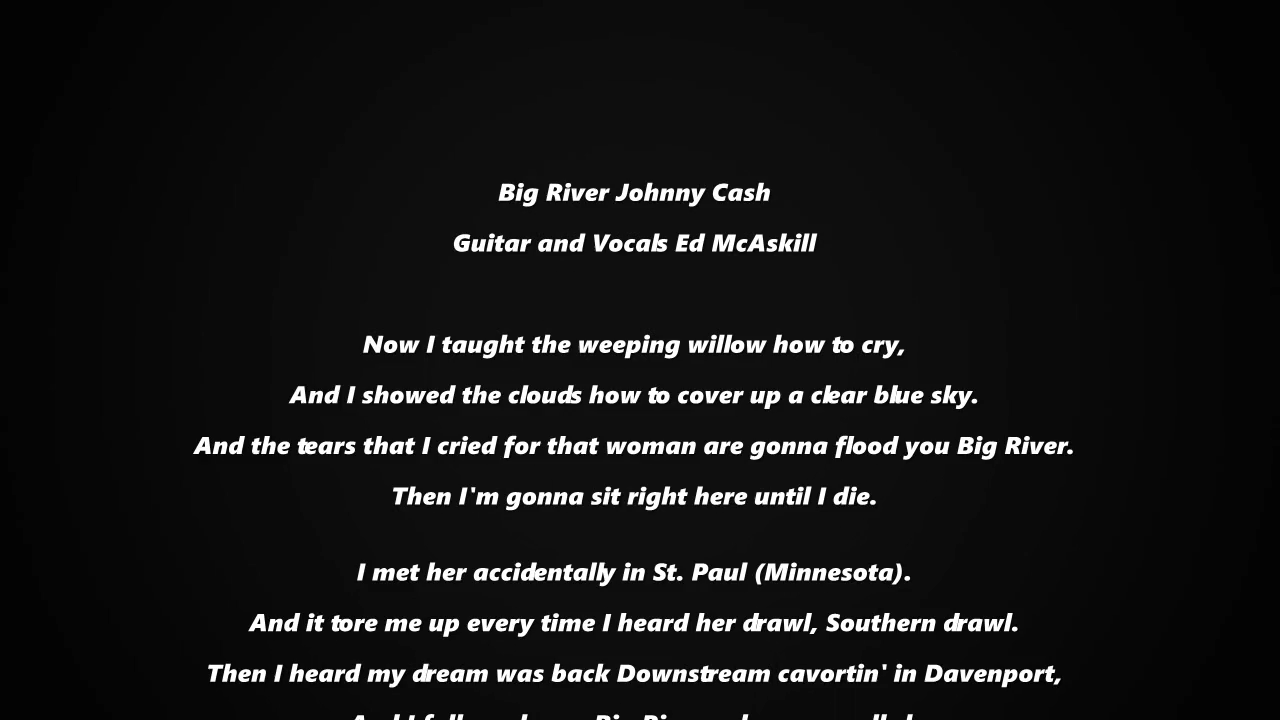 Big River Johnny Cash
Guitar and Vocals Ed McAskill
Now I taught the weeping willow how to cry,
And I showed the clouds how to cover up a clear blue sky.
And the tears that I cried for that woman are gonna flood you Big River.
Then I'm gonna sit right here until I die.
I met her accidentally in St. Paul (Minnesota).
And it tore me up every time I heard her drawl, Southern drawl.
Then I heard my dream was back Downstream cavortin' in Davenport,